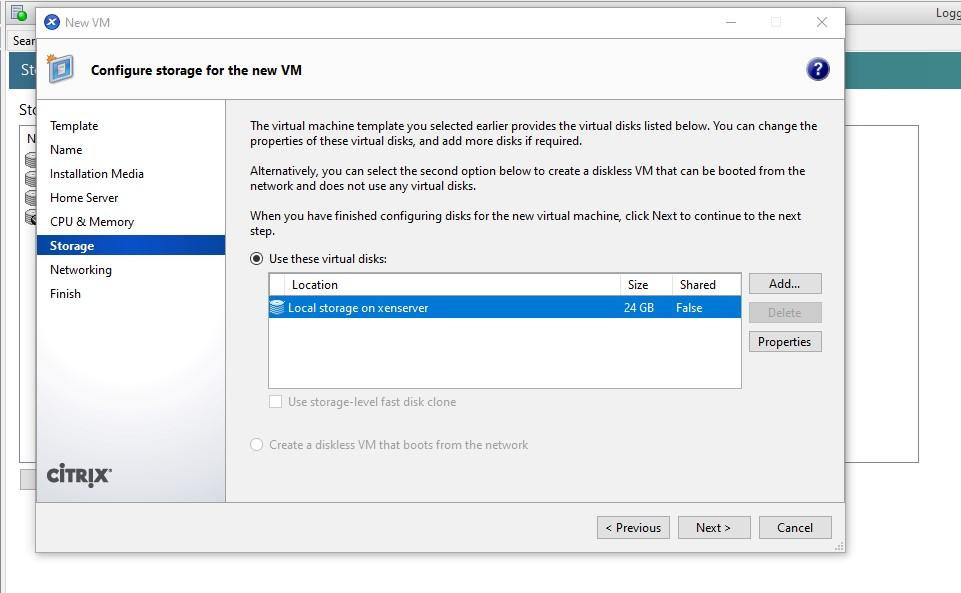 New VM
Logg
Sear
Configure storage for the new VM
?
Sto
Template
Name
Installation Media
Home Server
CPU & Memory
Storage
Networking
Finish
The virtual machine template you selected earlier provides the virtual disks listed below. You can change the
properties of these virtual disks, and add more disks if required.
Alternatively, you can select the second option below to create a diskless VM that can be booted from the
network and does not use any virtual disks.
When you have finished configuring disks for the new virtual machine, click Next to continue to the next
step.
Use these virtual disks:
Location Size Shared
Local storage on xenserver 24 GB False
Add...
Delete
Properties
Use storage-level fast disk clone
Create a diskless VM that boots from the network
CİTRIX
< Previous Next > Cancel